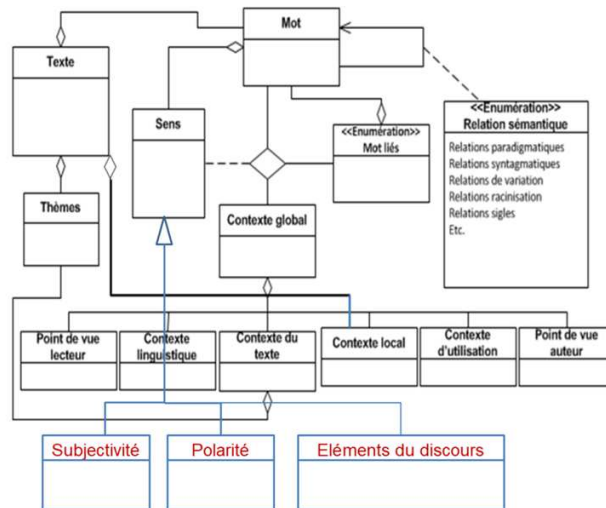 Mot
Texte
Sens
<<Enumération>>
Mot liés
<<Enumération>>
Relation sémantique
Relations paradigmatiques
Relations syntagmatiques
Relations de variation
Relations racinisation
Relations sigles
Etc.
Thèmes
Contexte global
Point de vue
lecteur
Contexte
linguistique
Contexte du
texte
Contexte local
Contexte
d'utilisation
Point de vue
auteur
Subjectivité
Polarité
Eléments du discours